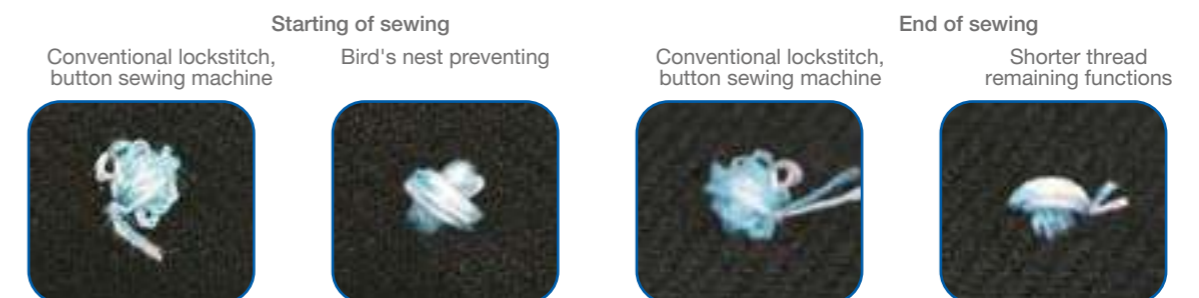 Starting of sewing
Conventional lockstitch,
button sewing machine
Bird's nest preventing
End of sewing
Conventional lockstitch,
button sewing machine
Shorter thread
remaining functions